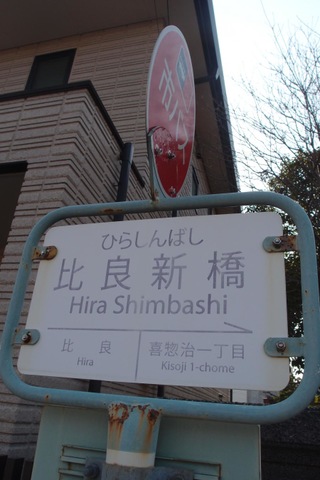 ひらしんばし
比良新橋
Hira Shimbashi
比良
Hira
喜惣治一丁目
Kisoji 1-chome